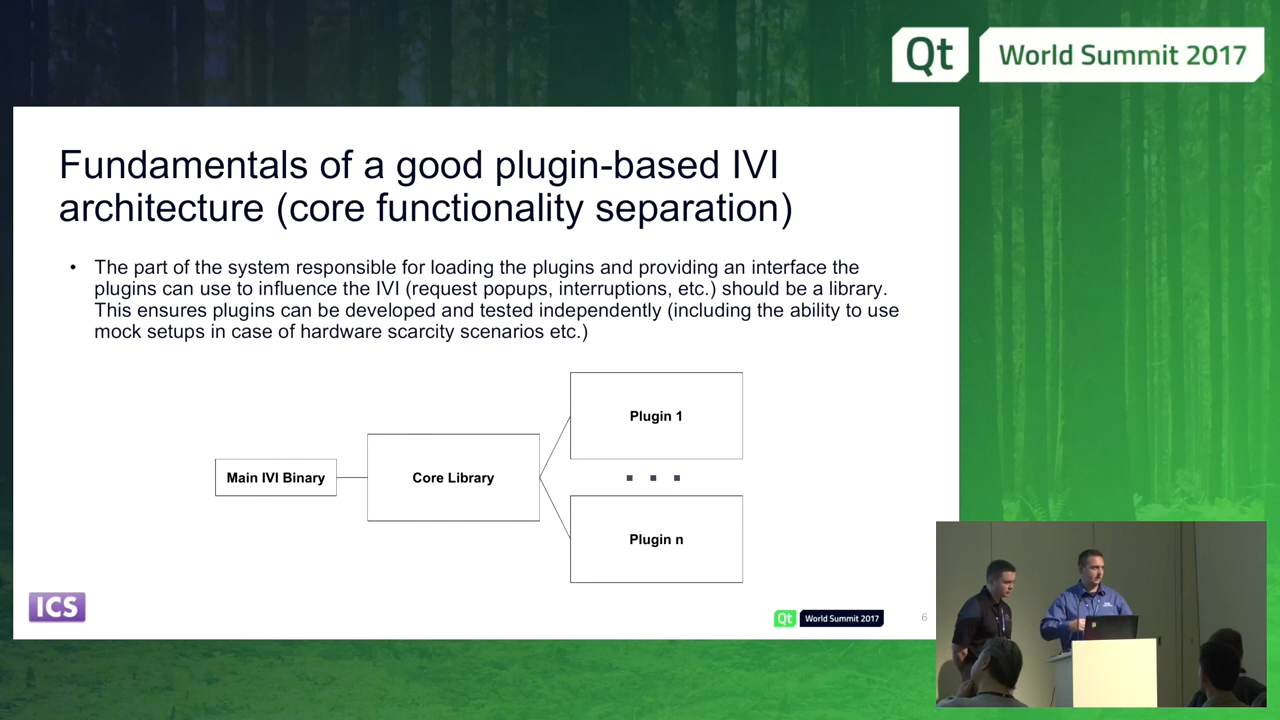 Qt World Summit 2017
Fundamentals of a good plugin-based IVI
architecture (core functionality separation)
• The part of the system responsible for loading the plugins and providing an interface the
plugins can use to influence the IVI (request popups, interruptions, etc.) should be a library.
This ensures plugins can be developed and tested independently (including the ability to use
mock setups in case of hardware scarcity scenarios etc.)
Plugin 1
Main IVI Binary
Core Library
Plugin n
ICS
Qt World Summit 2017
6